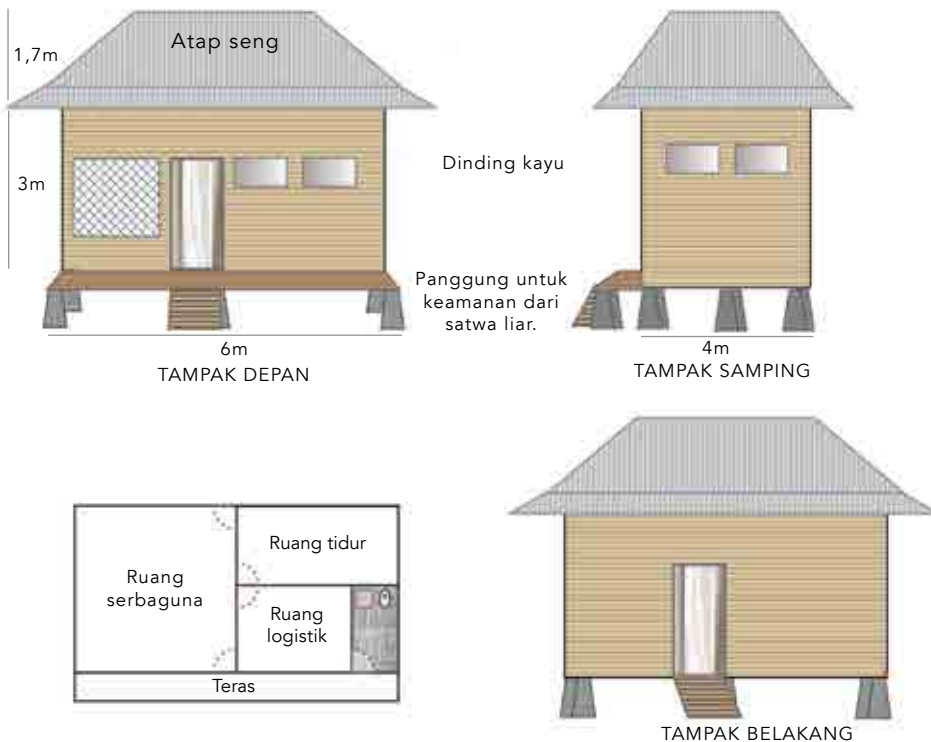 1,7m
Atap seng
3m
Dinding kayu
Panggung untuk
keamanan dari
satwa liar.
6m
TAMPAK DEPAN
4m
TAMPAK SAMPING
Ruang
serbaguna
Ruang tidur
Ruang
logistik
Teras
TAMPAK BELAKANG